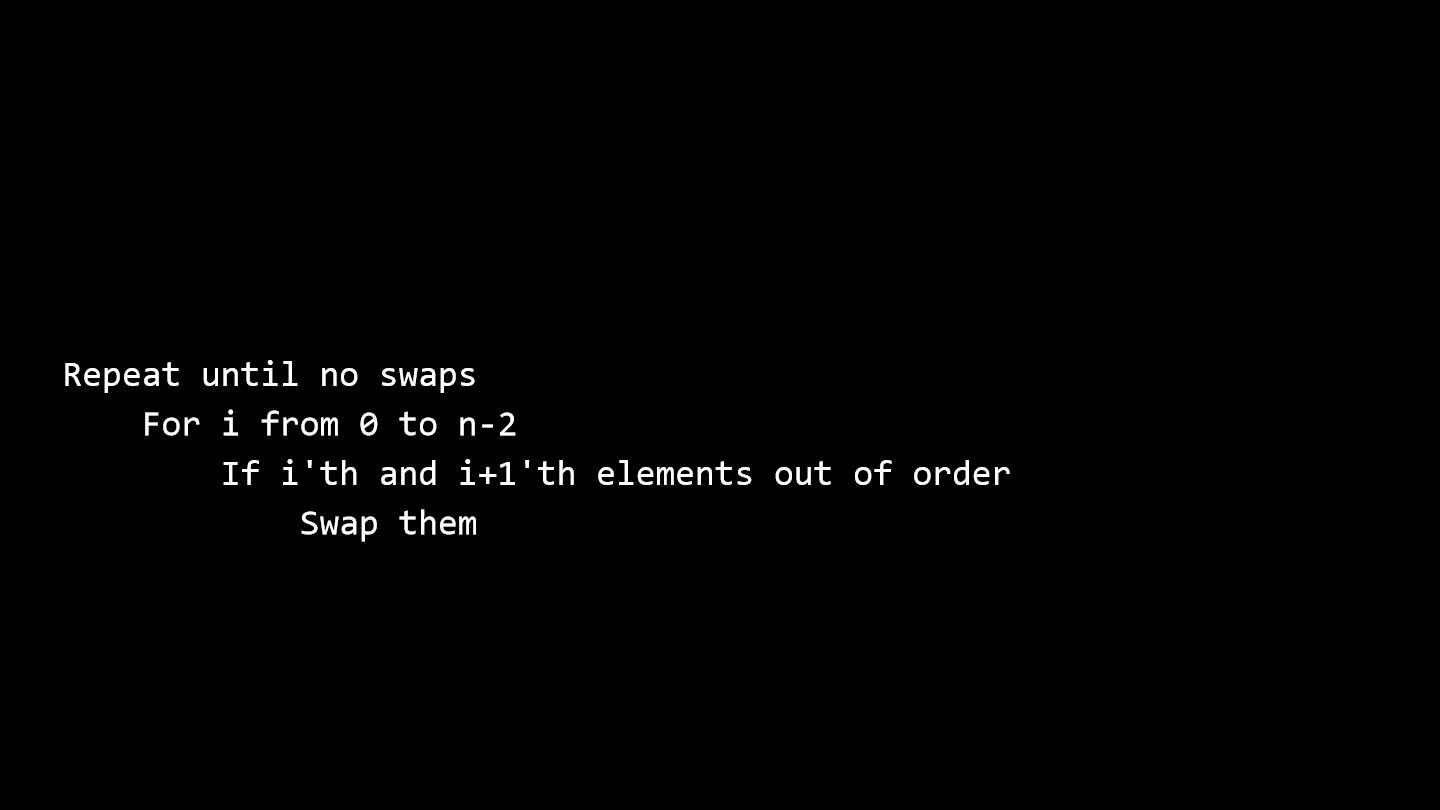 Repeat until no swaps
For i from 0 to n-2
If i'th and i+1'th elements out of order
Swap them